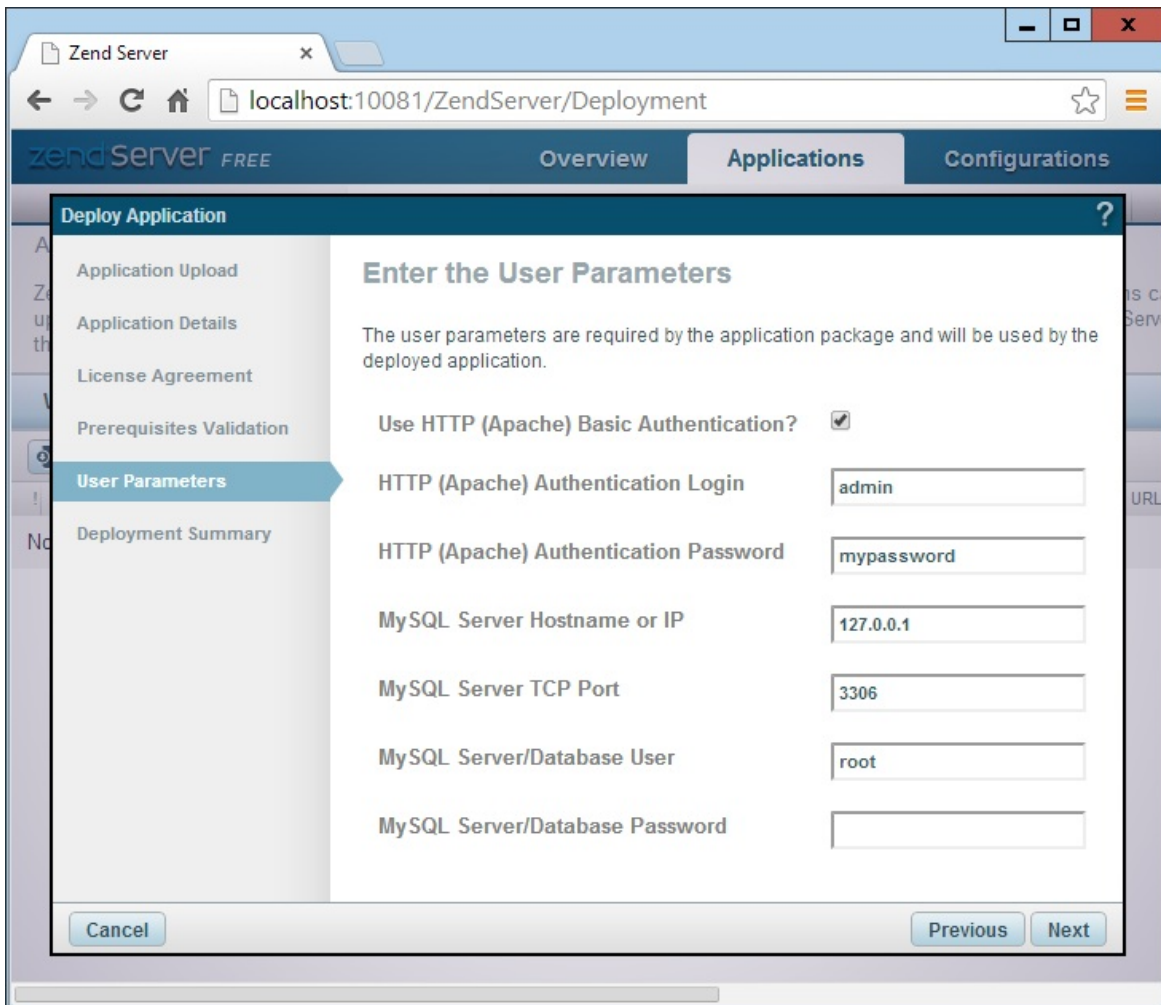 Zend Server
localhost:10081/ZendServer/Deployment
zendServer FREE
Overview
Applications
Configurations
Deploy Application
?
Application Upload
Application Details
License Agreement
Prerequisites Validation
User Parameters
Deployment Summary
Enter the User Parameters
The user parameters are required by the application package and will be used by the
deployed application.
Use HTTP (Apache) Basic Authentication?
HTTP (Apache) Authentication Login
admin
HTTP (Apache) Authentication Password
mypassword
MySQL Server Hostname or IP
127.0.0.1
MySQL Server TCP Port
3306
MySQL Server/Database User
root
MySQL Server/Database Password
URL
Cancel
Previous
Next